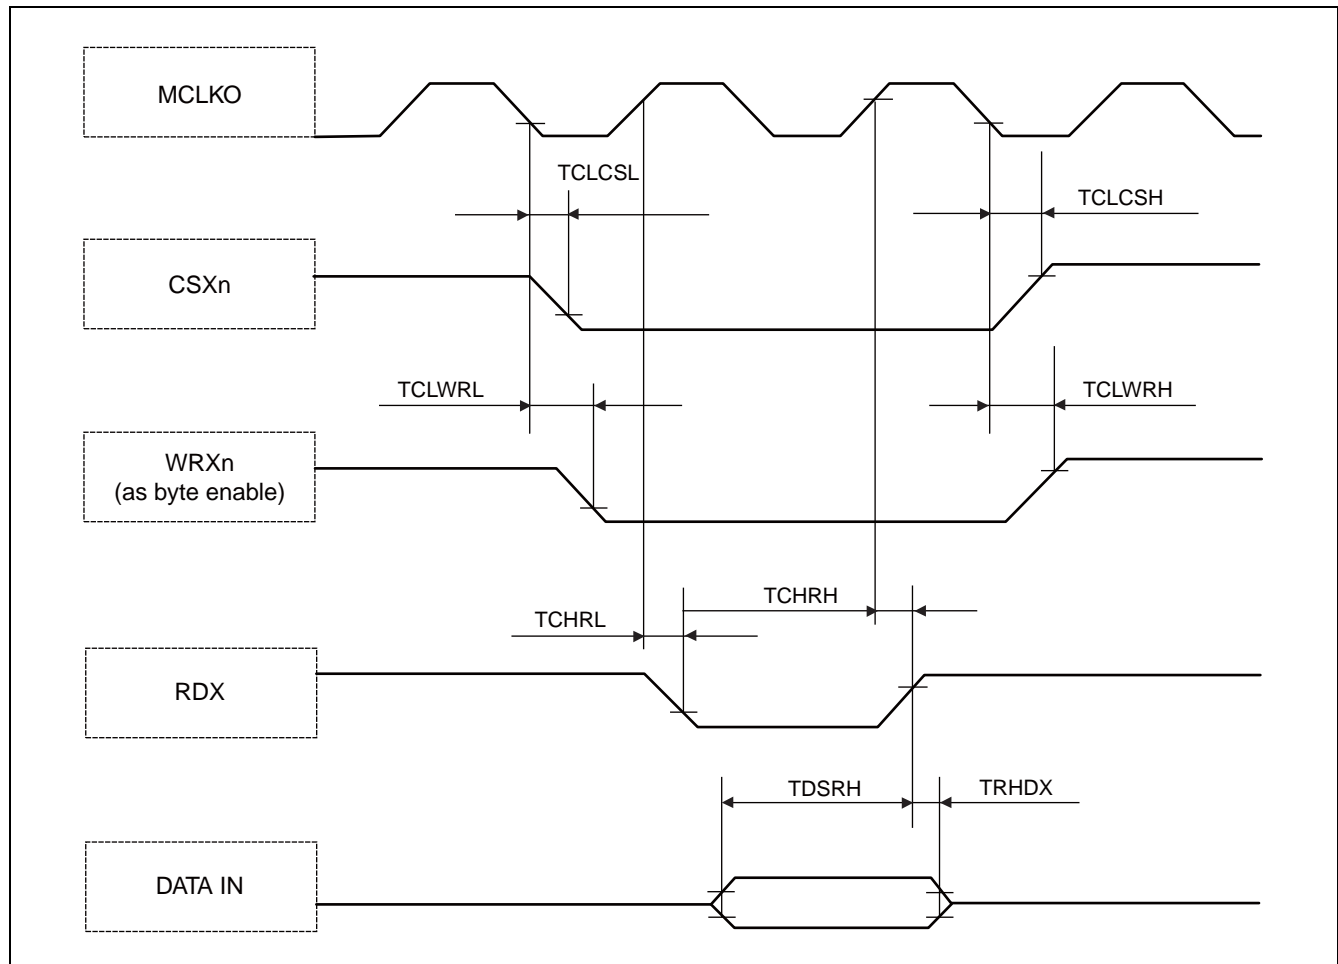 MCLKO
TCLCSL
TCLCSH
CSXn
TCLWRL
TCLWRH
WRXn
(as byte enable)
TCHRH
TCHRL
RDX
TDSRH
TRHDX
DATA IN